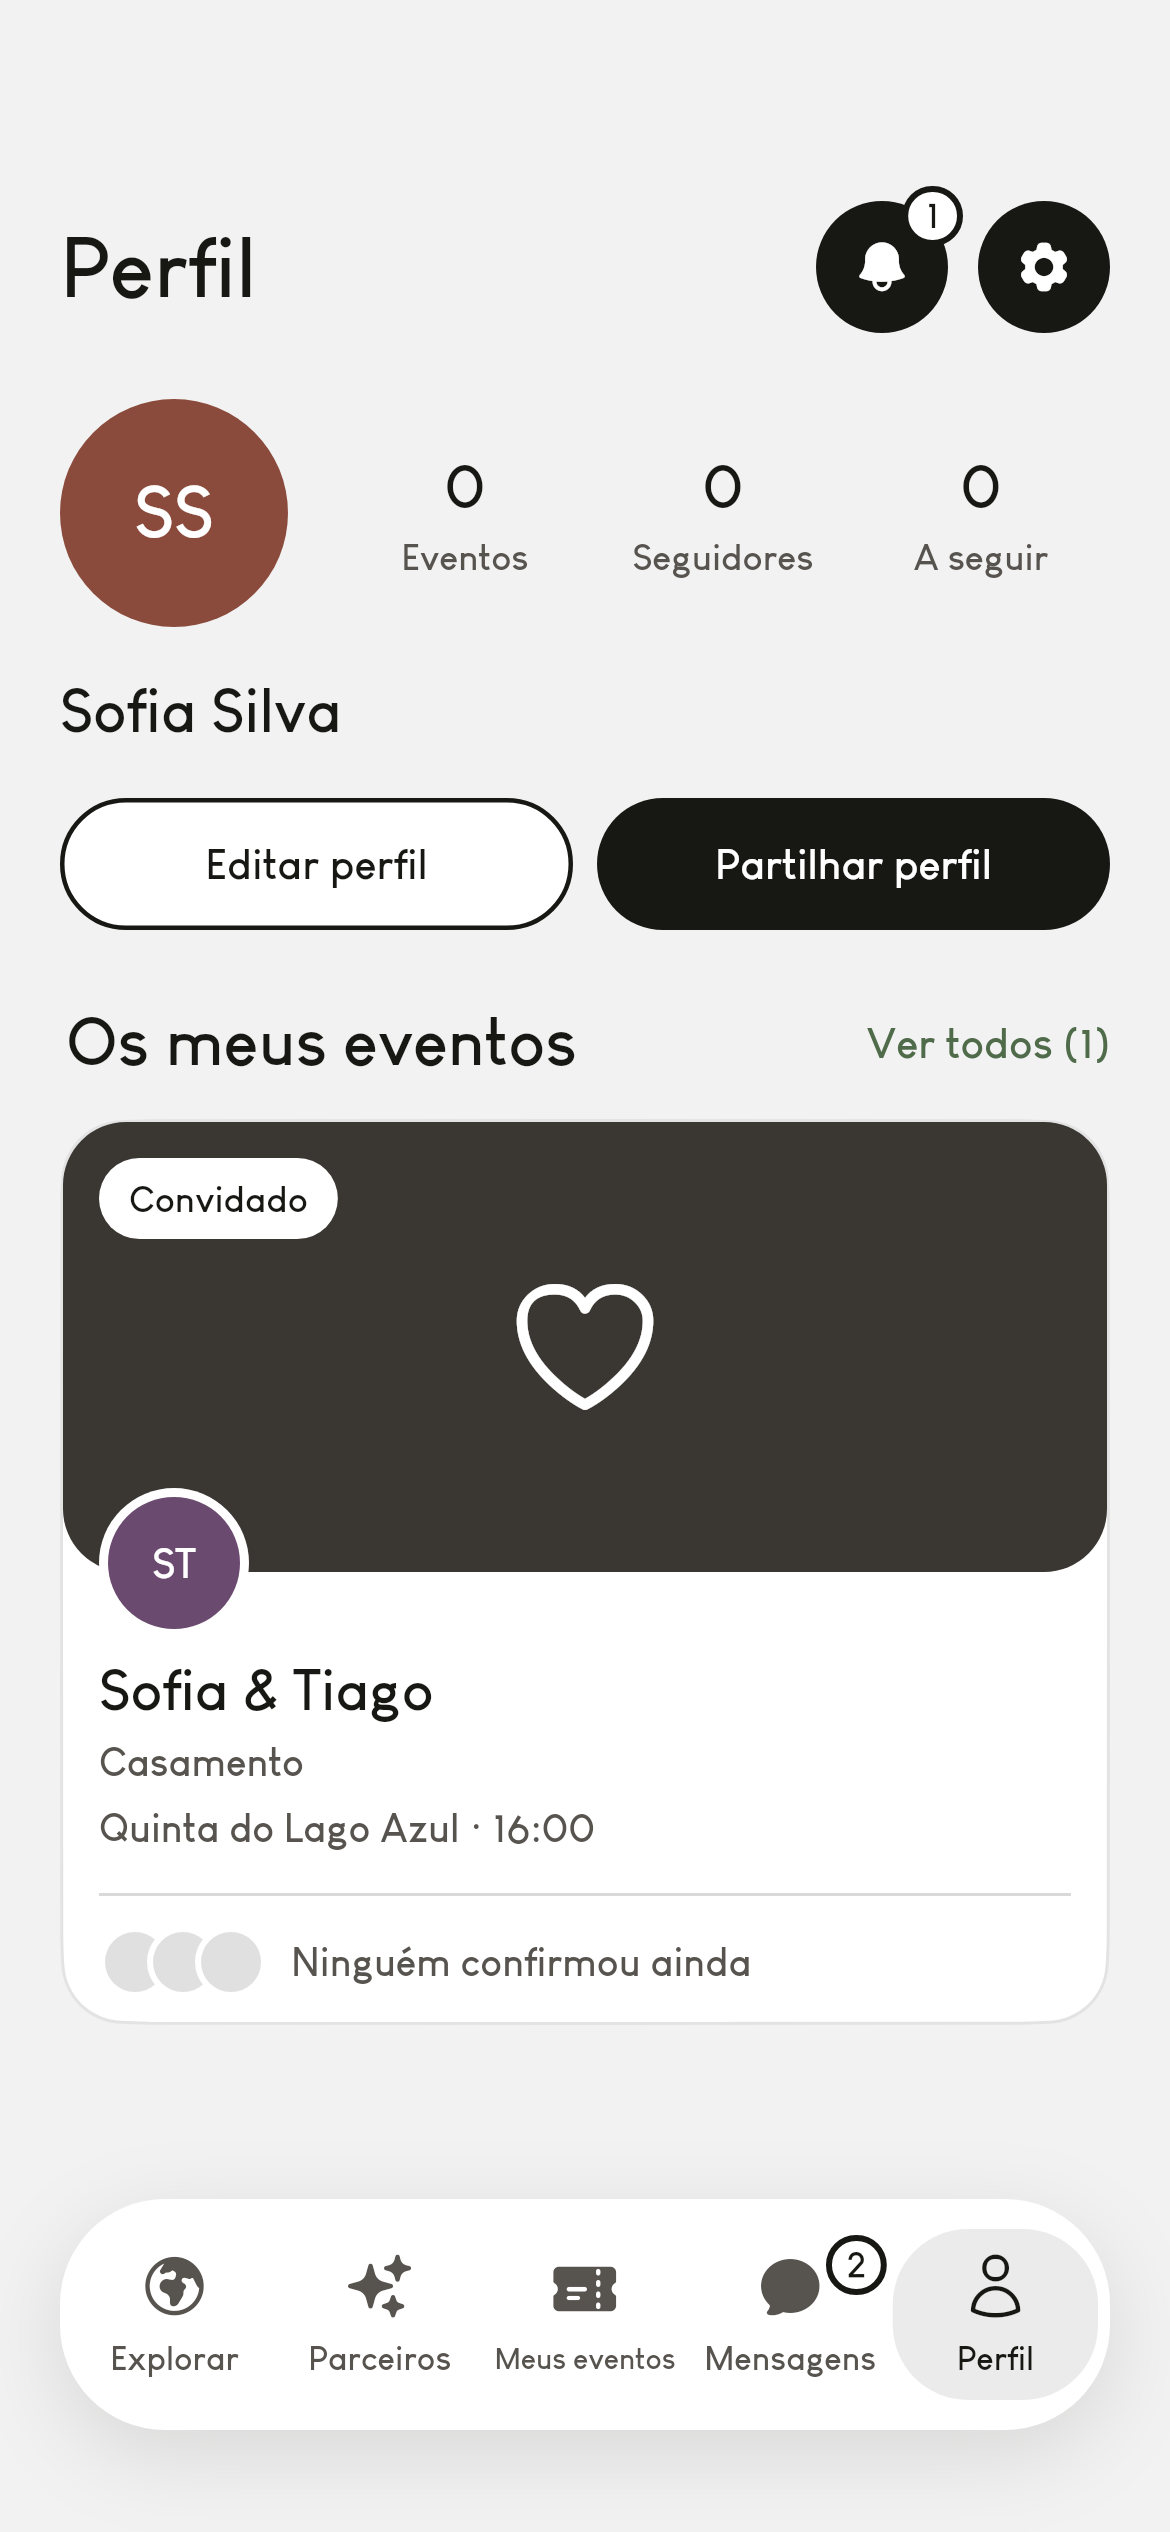 Perfil
1
SS
0
Eventos
0
Seguidores
0
A seguir
Sofia Silva
Editar perfil
Partilhar perfil
Os meus eventos
Ver todos (1)
Convidado
ST
Sofia & Tiago
Casamento
Quinta do Lago Azul · 16:00
Ninguém confirmou ainda
Explorar
Parceiros
Meus eventos
2
Mensagens
Perfil